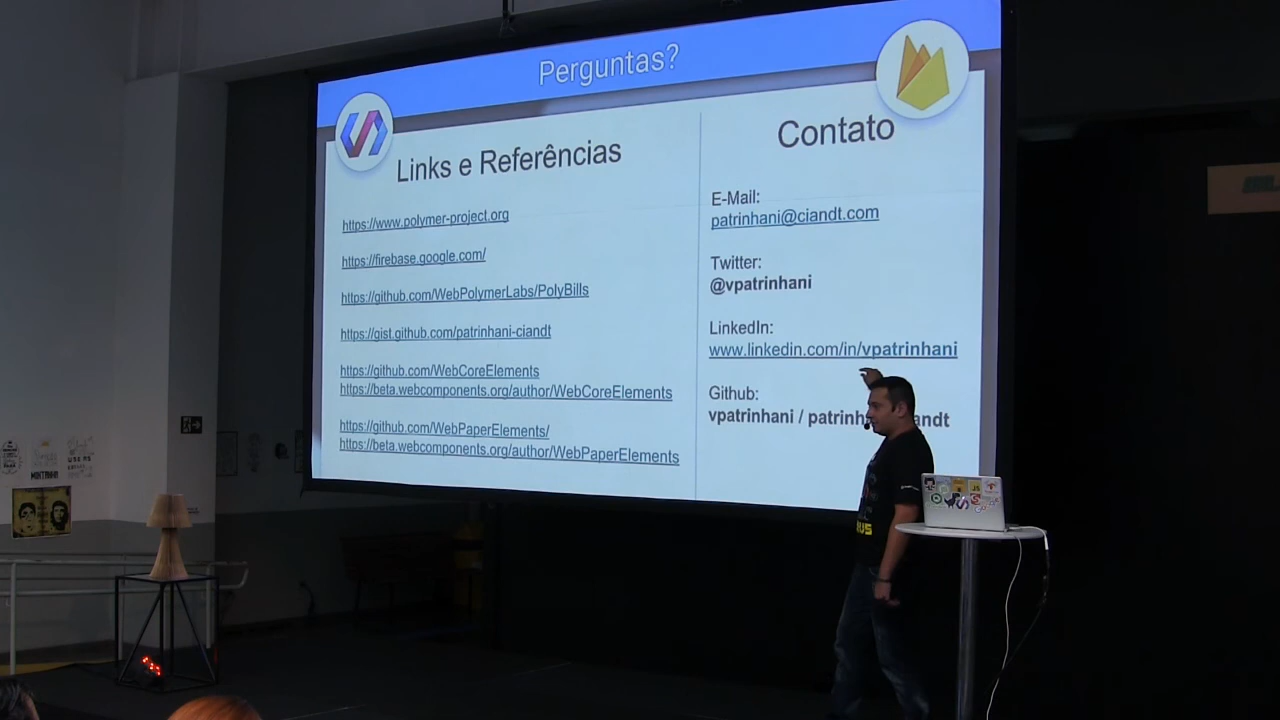 Perguntas?
Links e Referências
https://www.polymer-project.org
https://firebase.google.com/
https://github.com/WebPolymerLabs/PolyBills
https://gist.github.com/patrinhani-ciandt
https://github.com/WebCoreElements
https://beta.webcomponents.org/author/WebCoreElements
https://github.com/WebPaperElements/
https://beta.webcomponents.org/author/WebPaperElements
Contato
E-Mail:
patrinhani@ciandt.com
Twitter:
@vpatrinhani
LinkedIn:
www.linkedin.com/in/vpatrinhani
Github:
vpatrinhani /